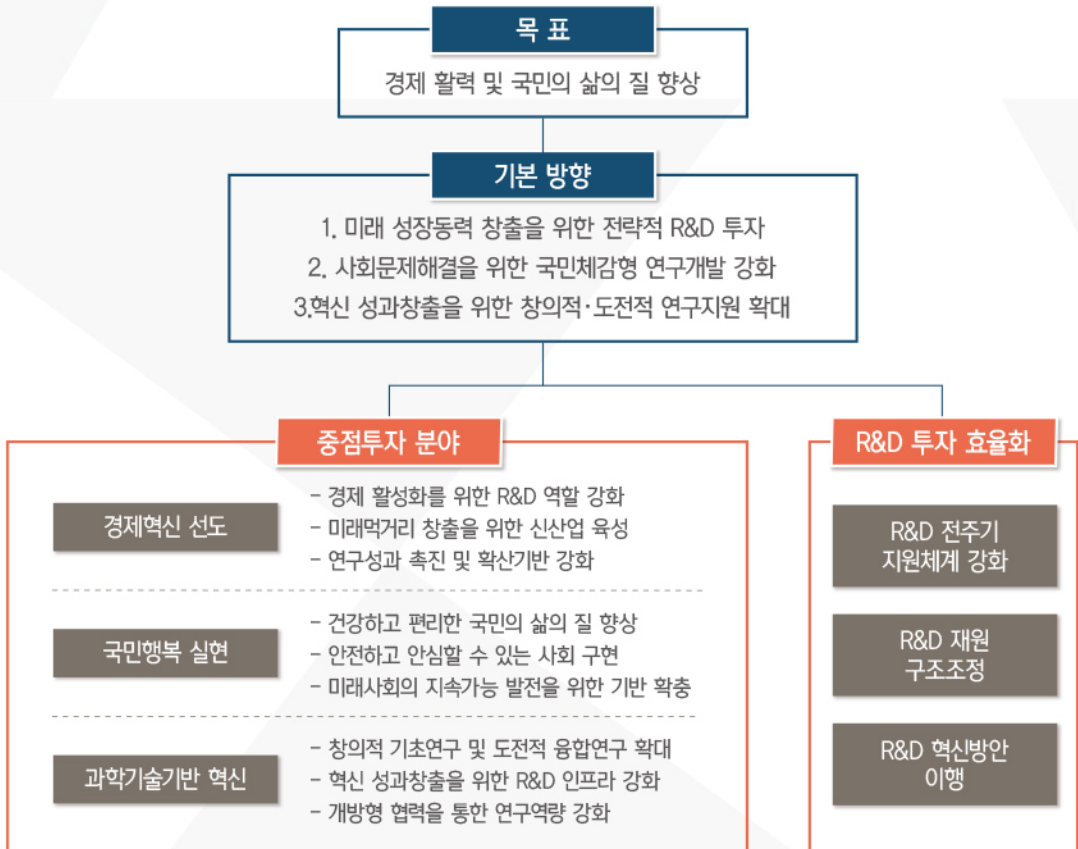 목 표
경제 활력 및 국민의 삶의 질 향상
기본 방향
1. 미래 성장동력 창출을 위한 전략적 R&D 투자
2. 사회문제해결을 위한 국민체감형 연구개발 강화
3.혁신 성과창출을 위한 창의적·도전적 연구지원 확대
중점투자 분야
경제혁신 선도
- 경제 활성화를 위한 R&D 역할 강화
- 미래먹거리 창출을 위한 신산업 육성
- 연구성과 촉진 및 확산기반 강화
국민행복 실현
- 건강하고 편리한 국민의 삶의 질 향상
- 안전하고 안심할 수 있는 사회 구현
- 미래사회의 지속가능 발전을 위한 기반 확충
과학기술기반 혁신
- 창의적 기초연구 및 도전적 융합연구 확대
- 혁신 성과창출을 위한 R&D 인프라 강화
- 개방형 협력을 통한 연구역량 강화
R&D 투자 효율화
R&D 전주기
지원체계 강화
R&D 재원
구조조정
R&D 혁신방안
이행